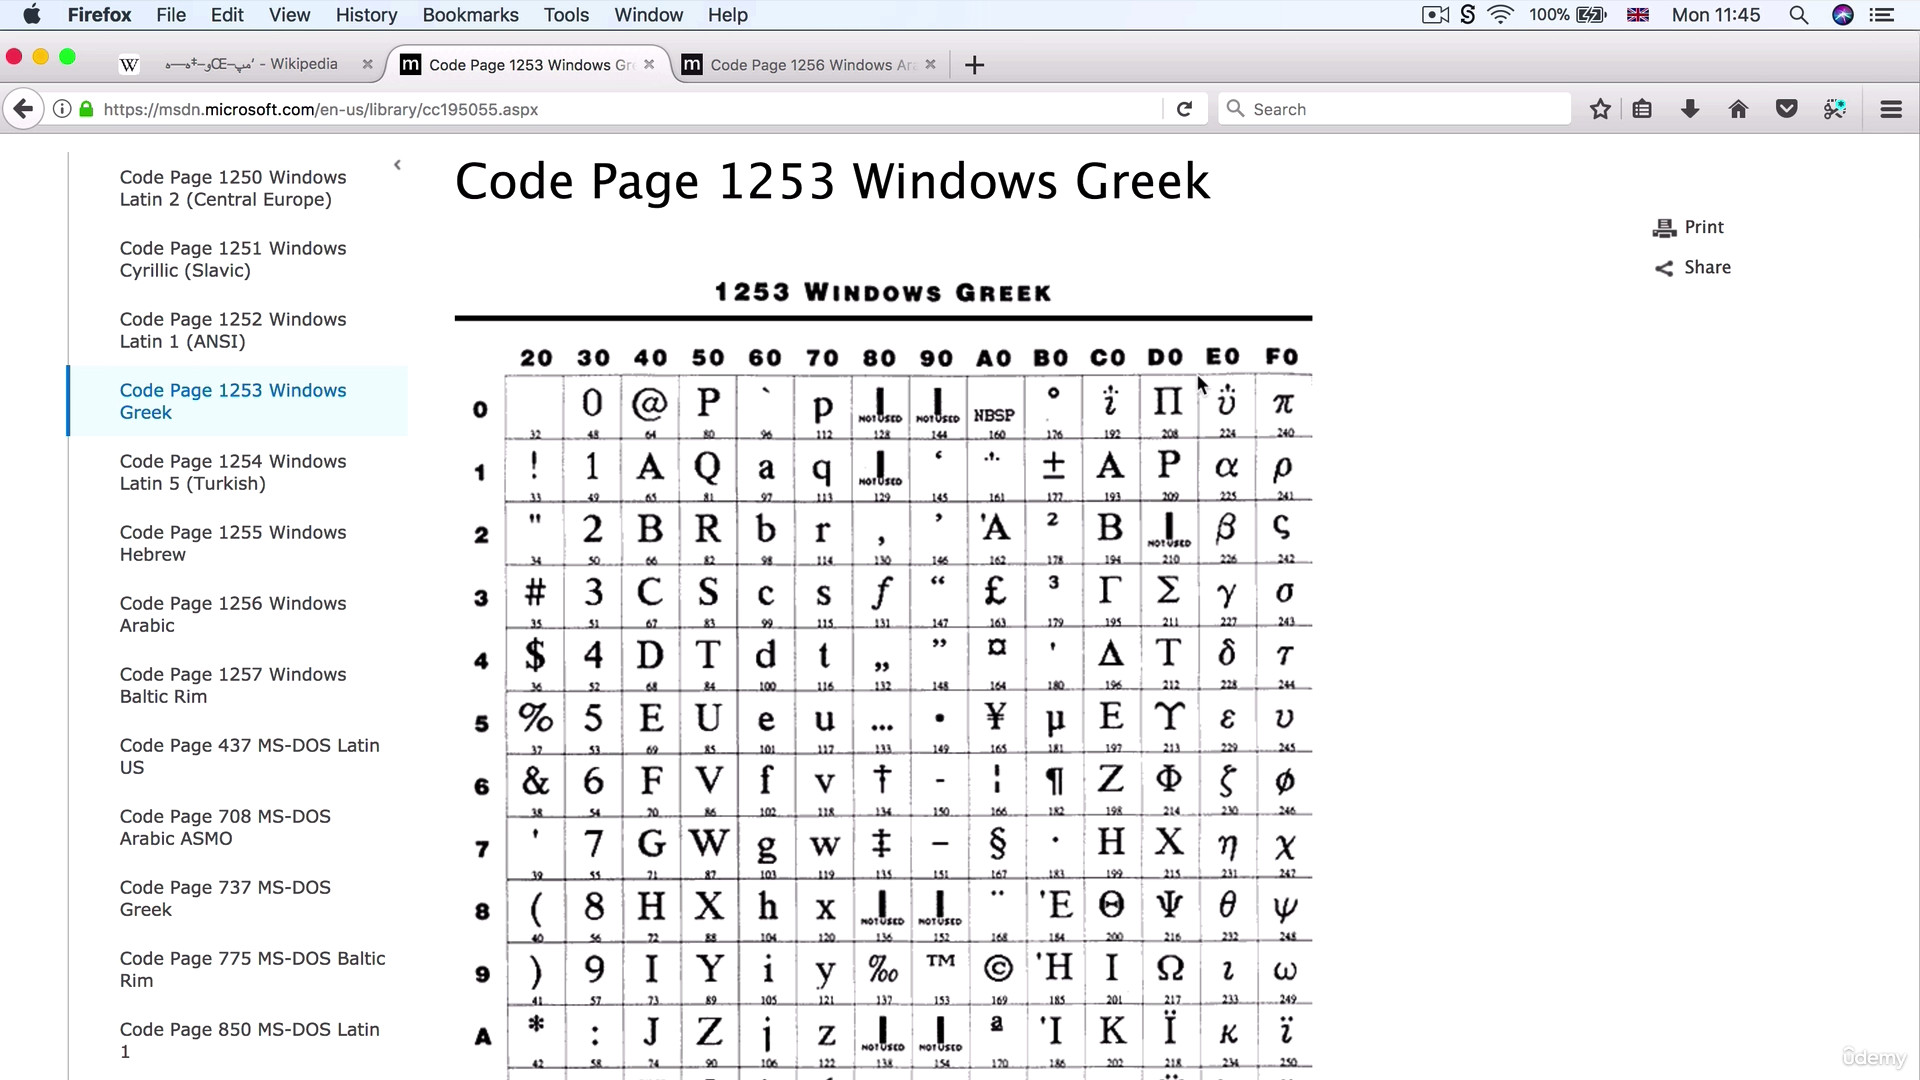 Firefox File Edit View History Bookmarks Tools Window Help 100% Mon 11:45
- Wikipedia Code Page 1253 Windows Gre Code Page 1256 Windows Ara
https://msdn.microsoft.com/en-us/library/cc195055.aspx Search
Code Page 1250 Windows
Latin 2 (Central Europe)
Code Page 1251 Windows
Cyrillic (Slavic)
Code Page 1252 Windows
Latin 1 (ANSI)
Code Page 1253 Windows
Greek
Code Page 1254 Windows
Latin 5 (Turkish)
Code Page 1255 Windows
Hebrew
Code Page 1256 Windows
Arabic
Code Page 1257 Windows
Baltic Rim
Code Page 437 MS-DOS Latin
US
Code Page 708 MS-DOS
Arabic ASMO
Code Page 737 MS-DOS
Greek
Code Page 775 MS-DOS Baltic
Rim
Code Page 850 MS-DOS Latin
1
Code Page 1253 Windows Greek
Print
Share
1253 WINDOWS GREEK
20 30 40 50 60 70 80 90 A0 B0 C0 D0 E0 F0
0 0 @ P ` p NOT USED NOT USED NBSP ° ΐ Π ΰ π
32 48 64 80 96 112 128 144 160 176 192 208 224 240
1 ! 1 A Q a q NOT USED ‘ ΅ ± Α Ρ α ρ
33 49 65 81 97 113 129 145 161 177 193 209 225 241
2 " 2 B R b r ‚ ’ Ά ² Β NOT USED β ς
34 50 66 82 98 114 130 146 162 178 194 210 226 242
3 # 3 C S c s ƒ “ £ ³ Γ Σ γ σ
35 51 67 83 99 115 131 147 163 179 195 211 227 243
4 $ 4 D T d t „ ” ¤ ΄ Δ Τ δ τ
36 52 68 84 100 116 132 148 164 180 196 212 228 244
5 % 5 E U e u … • ¥ µ Ε Υ ε υ
37 53 69 85 101 117 133 149 165 181 197 213 229 245
6 & 6 F V f v † - ¦ ¶ Ζ Φ ζ φ
38 54 70 86 102 118 134 150 166 182 198 214 230 246
7 ' 7 G W g w ‡ – § · Η Χ η χ
39 55 71 87 103 119 135 151 167 183 199 215 231 247
8 ( 8 H X h x NOT USED NOT USED ¨ Έ Θ Ψ θ ψ
40 56 72 88 104 120 136 152 168 184 200 216 232 248
9 ) 9 I Y i y ‰ ™ © Ή Ι Ω ι ω
41 57 73 89 105 121 137 153 169 185 201 217 233 249
A * : J Z j z NOT USED NOT USED ª Ί Κ Ϊ κ ϊ
42 58 74 90 106 122 138 154 170 186 202 218 234 250
ûdemy